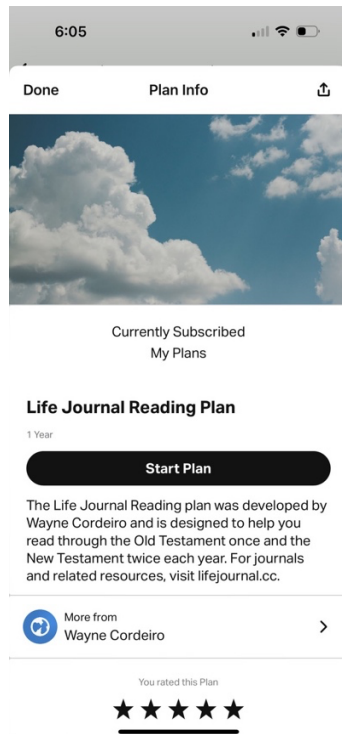 6:05
Done
Plan Info
Currently Subscribed
My Plans
Life Journal Reading Plan
1 Year
Start Plan
The Life Journal Reading plan was developed by
Wayne Cordeiro and is designed to help you
read through the Old Testament once and the
New Testament twice each year. For journals
and related resources, visit lifejournal.cc.
More from
Wayne Cordeiro
You rated this Plan